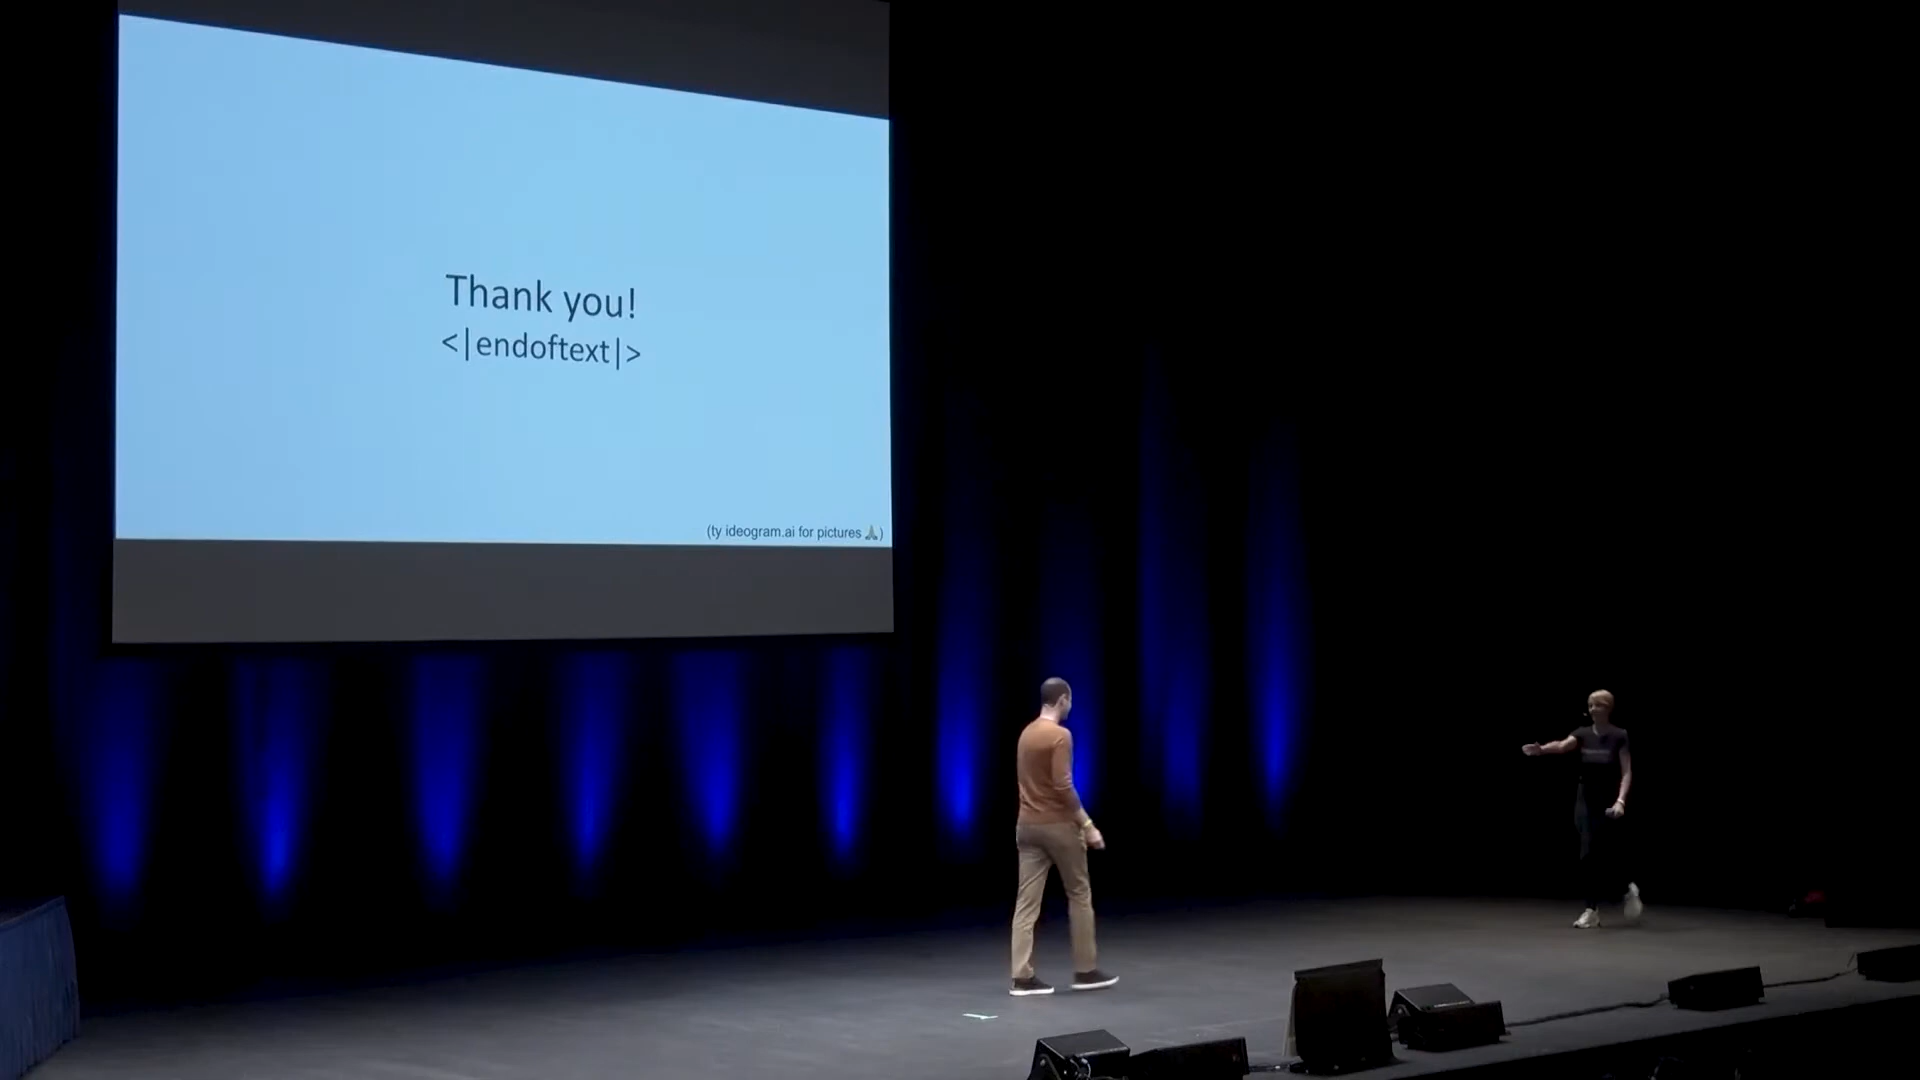 Thank you!
<|endoftext|>
(ty ideogram.ai for pictures 🙏)